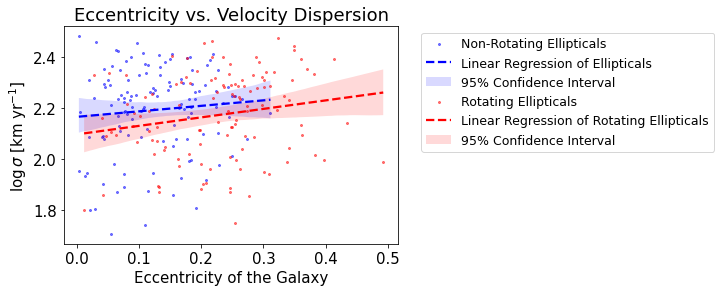 Eccentricity vs. Velocity Dispersion
log σ [km yr⁻¹]
2.4
2.2
2.0
1.8
0.0 0.1 0.2 0.3 0.4 0.5
Eccentricity of the Galaxy
Non-Rotating Ellipticals
Linear Regression of Ellipticals
95% Confidence Interval
Rotating Ellipticals
Linear Regression of Rotating Ellipticals
95% Confidence Interval